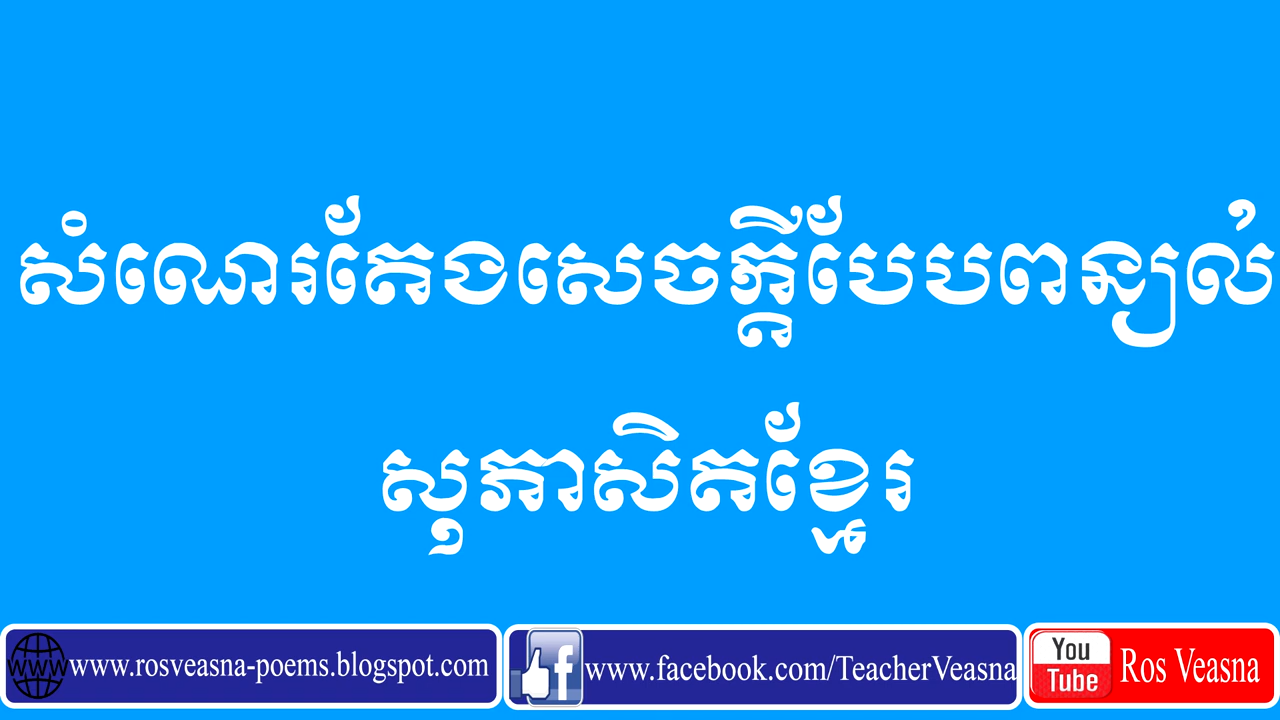 សំណេរតែងសេចក្តីបែបពន្យល់
សុភាសិតខ្មែរ
www.rosveasna-poems.blogspot.com
www.facebook.com/TeacherVeasna
You Tube Ros Veasna